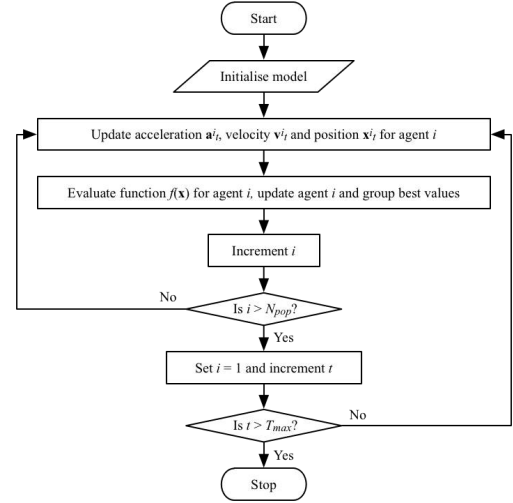 Start
Initialise model
Update acceleration aⁱₜ, velocity vⁱₜ and position xⁱₜ for agent i
Evaluate function f(x) for agent i, update agent i and group best values
Increment i
No
Is i > Npop?
Yes
Set i = 1 and increment t
Is t > Tmax?
No
Yes
Stop